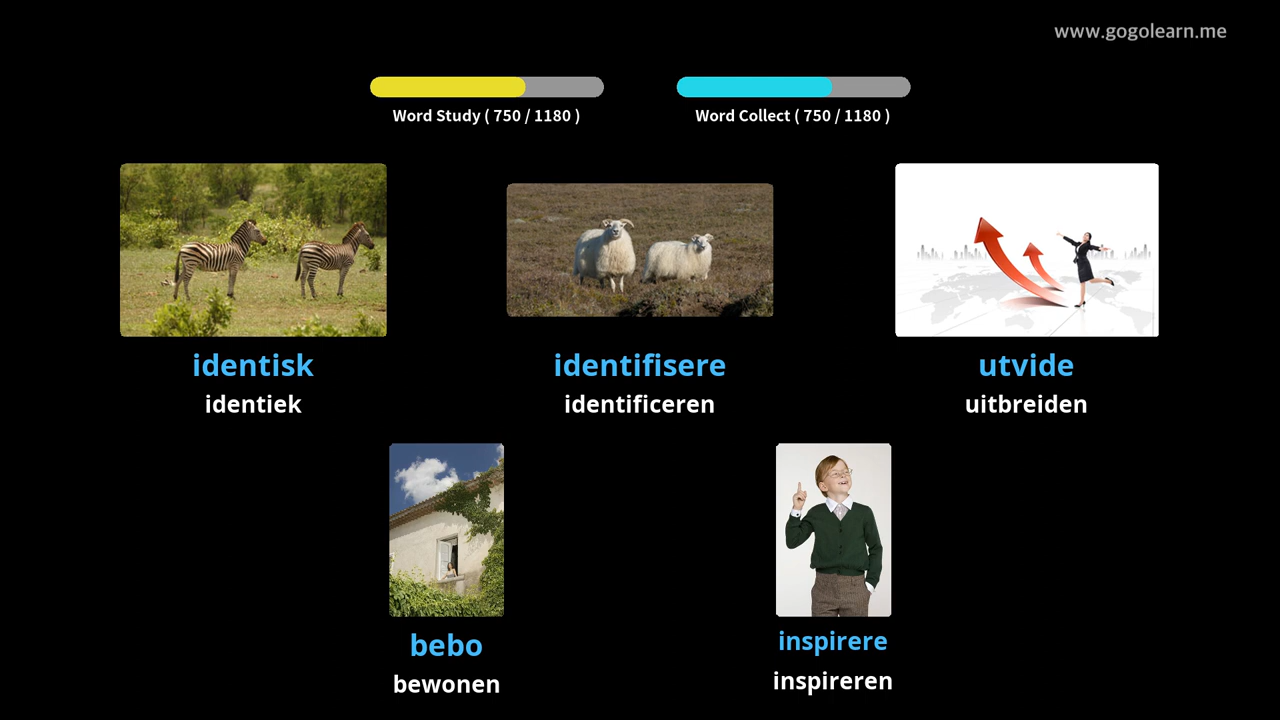 www.gogolearn.me
Word Study ( 750 / 1180 )
Word Collect ( 750 / 1180 )
identisk
identiek
identifisere
identificeren
utvide
uitbreiden
bebo
bewonen
inspirere
inspireren